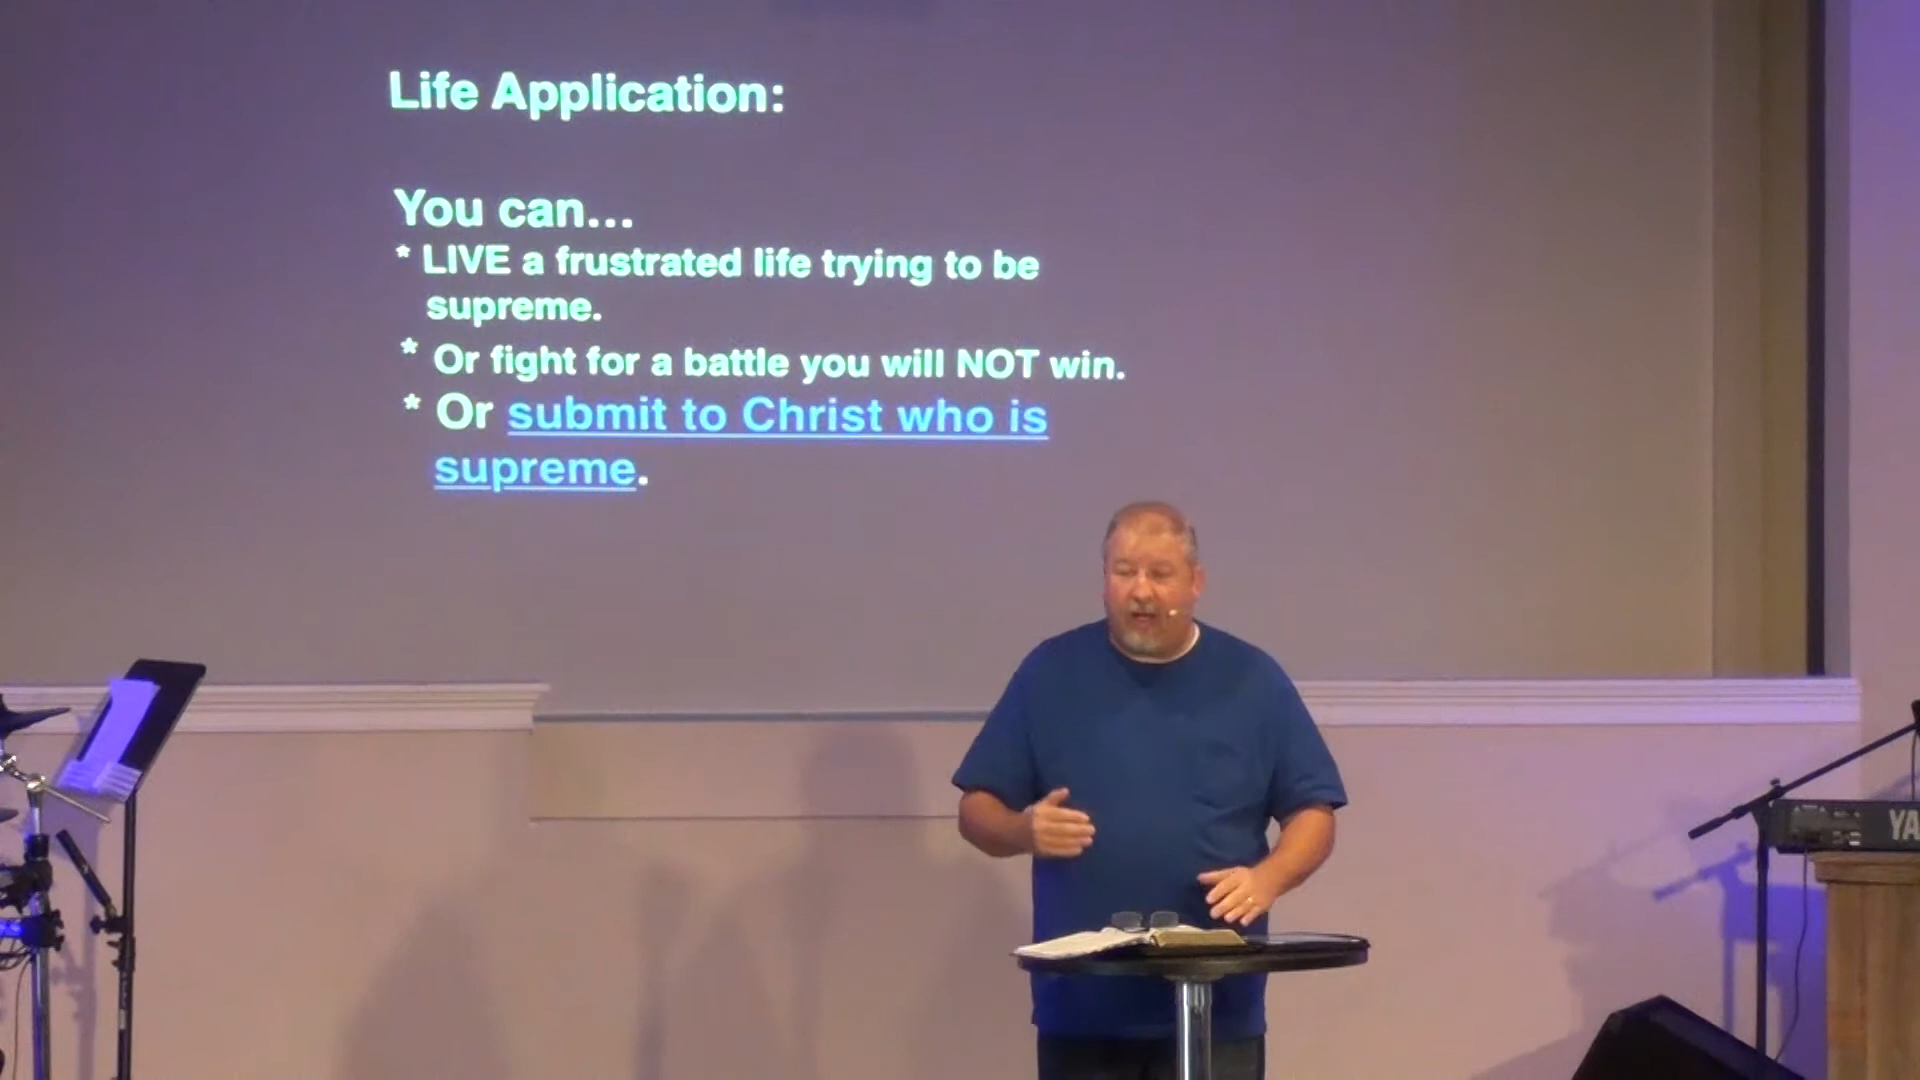 Life Application:
You can...
* LIVE a frustrated life trying to be
supreme.
* Or fight for a battle you will NOT win.
* Or submit to Christ who is
supreme.
YA